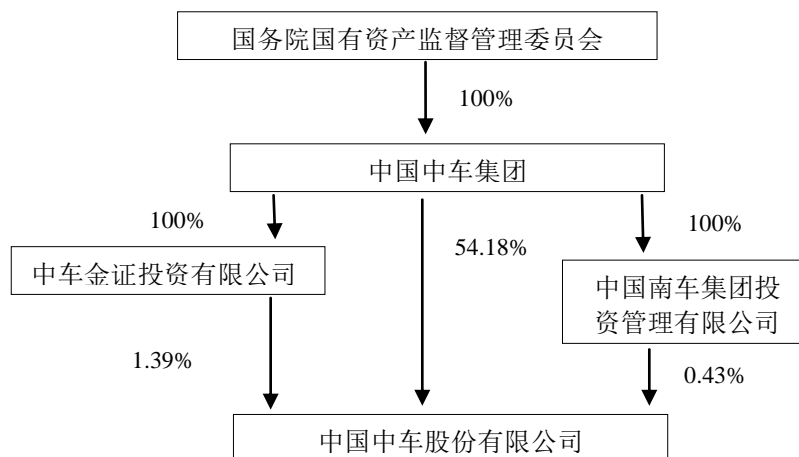 国务院国有资产监督管理委员会
100%
中国中车集团
100%
54.18%
100%
中车金证投资有限公司
中国南车集团投
资管理有限公司
1.39%
0.43%
中国中车股份有限公司